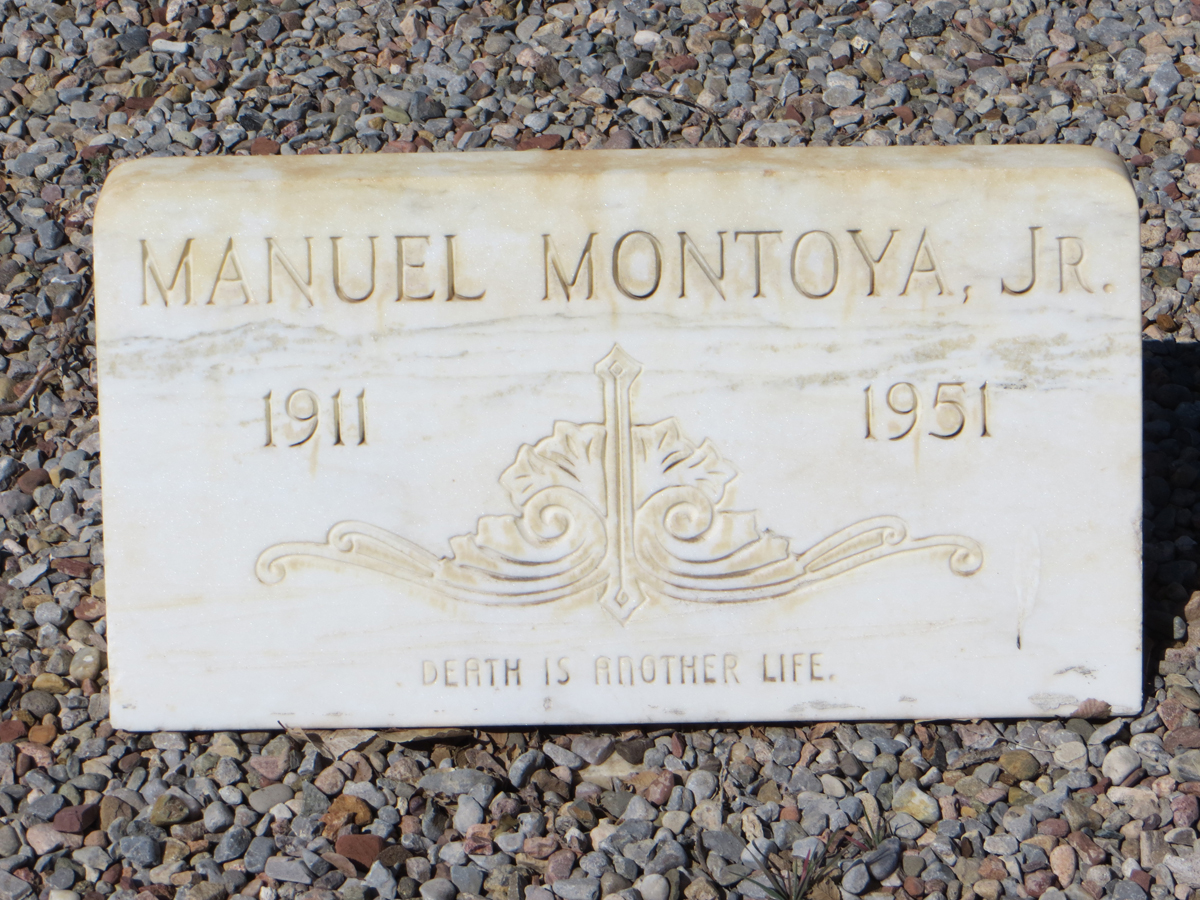 MANUEL MONTOYA, JR.
1911 1951
DEATH IS ANOTHER LIFE.